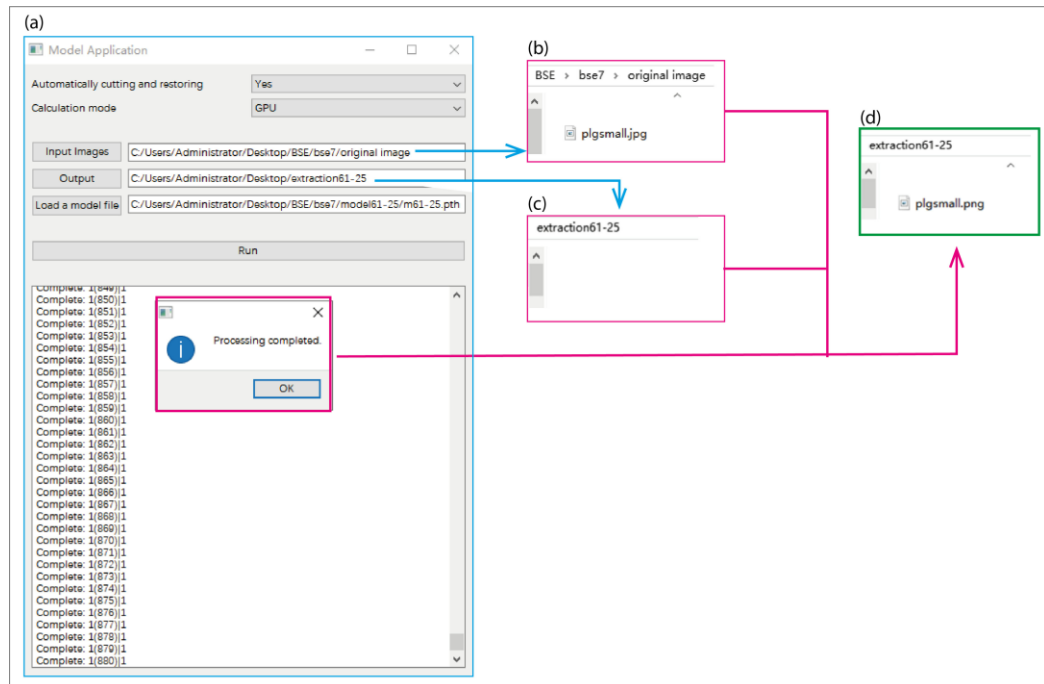 (a)
Model Application
Automatically cutting and restoring Yes
Calculation mode GPU
Input Images C:/Users/Administrator/Desktop/BSE/bse7/original image
Output C:/Users/Administrator/Desktop/extraction61-25
Load a model file C:/Users/Administrator/Desktop/BSE/bse7/model61-25/m61-25.pth
Run
Complete: 1(849)|1
Complete: 1(850)|1
Complete: 1(851)|1
Complete: 1(852)|1
Complete: 1(853)|1
Complete: 1(854)|1
Complete: 1(855)|1
Complete: 1(856)|1
Complete: 1(857)|1
Complete: 1(858)|1
Complete: 1(859)|1
Complete: 1(860)|1
Complete: 1(861)|1
Complete: 1(862)|1
Complete: 1(863)|1
Complete: 1(864)|1
Complete: 1(865)|1
Complete: 1(866)|1
Complete: 1(867)|1
Complete: 1(868)|1
Complete: 1(869)|1
Complete: 1(870)|1
Complete: 1(871)|1
Complete: 1(872)|1
Complete: 1(873)|1
Complete: 1(874)|1
Complete: 1(875)|1
Complete: 1(876)|1
Complete: 1(877)|1
Complete: 1(878)|1
Complete: 1(879)|1
Complete: 1(880)|1
Processing completed.
OK
(b)
BSE > bse7 > original image
plgsmall.jpg
(c)
extraction61-25
(d)
extraction61-25
plgsmall.png